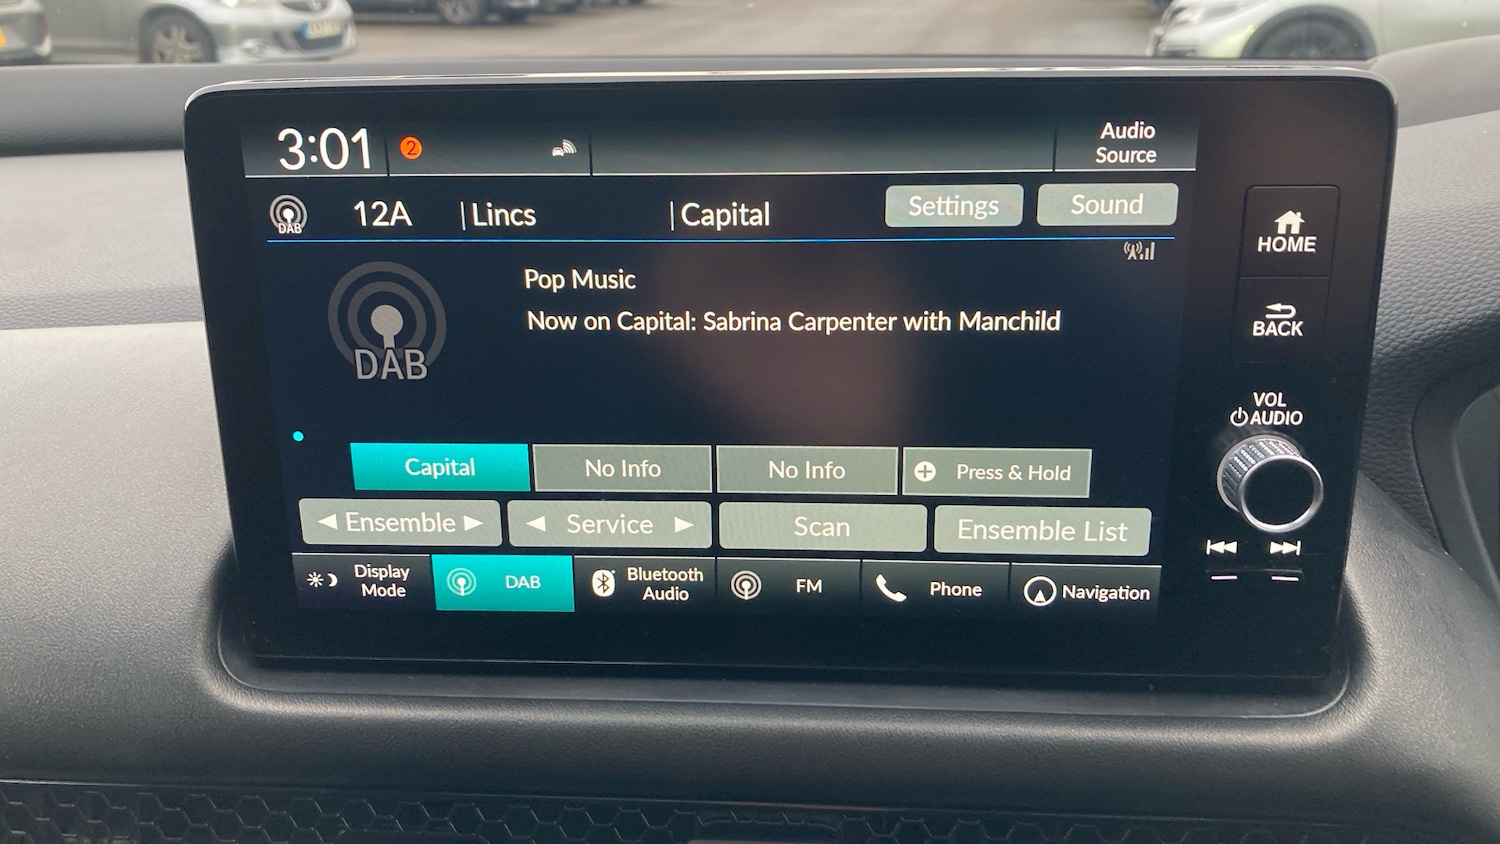 3:01
2
Audio
Source
DAB
12A
| Lincs
| Capital
Settings
Sound
HOME
Pop Music
Now on Capital: Sabrina Carpenter with Manchild
DAB
BACK
VOL
AUDIO
Capital
No Info
No Info
Press & Hold
Ensemble
Service
Scan
Ensemble List
Display
Mode
DAB
Bluetooth
Audio
FM
Phone
Navigation